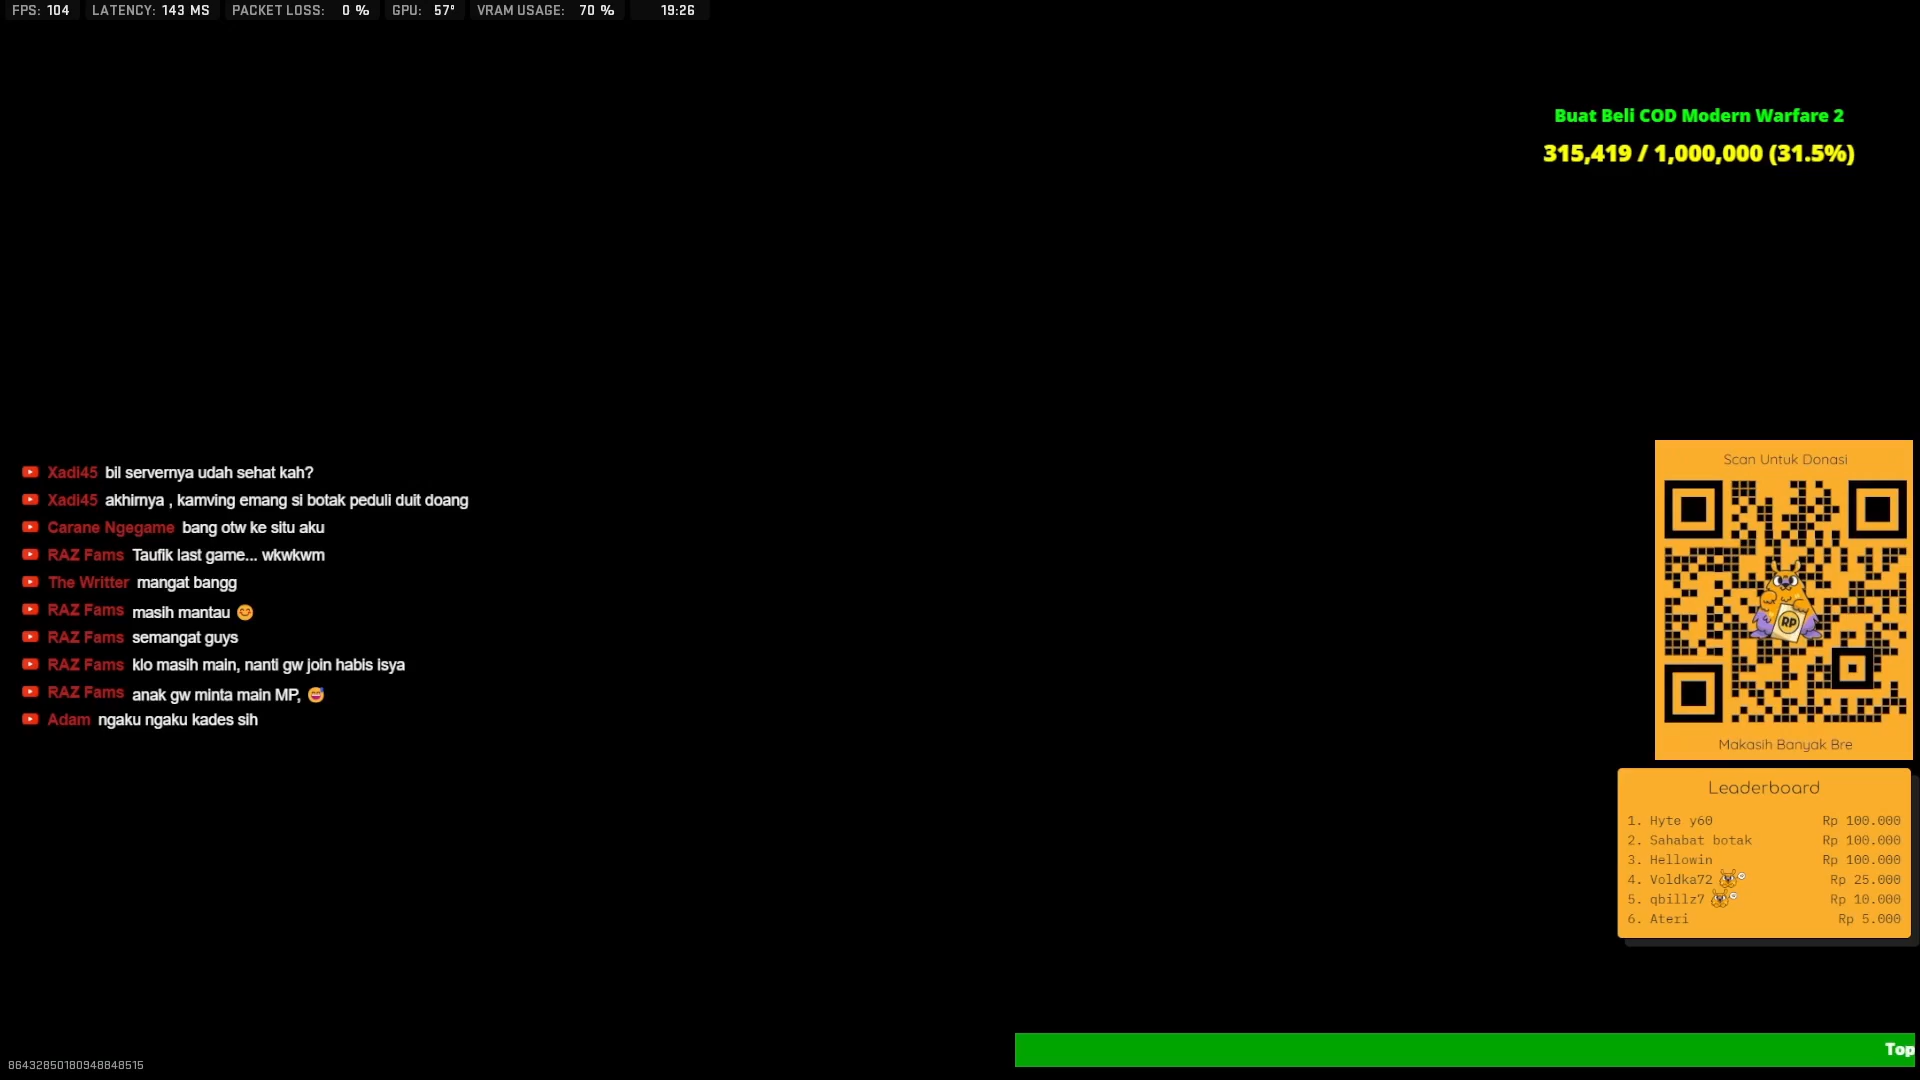 FPS: 104 LATENCY: 143 MS PACKET LOSS: 0 % GPU: 57° VRAM USAGE: 70 % 19:26
Buat Beli COD Modern Warfare 2
315,419 / 1,000,000 (31.5%)
Xadi45 bil servernya udah sehat kah?
Xadi45 akhirnya , kamving emang si botak peduli duit doang
Carane Ngegame bang otw ke situ aku
RAZ Fams Taufik last game... wkwkwm
The Writter mangat bangg
RAZ Fams masih mantau 😊
RAZ Fams semangat guys
RAZ Fams klo masih main, nanti gw join habis isya
RAZ Fams anak gw minta main MP, 😅
Adam ngaku ngaku kades sih
Scan Untuk Donasi
RP
Makasih Banyak Bre
Leaderboard
1. Hyte y60 Rp 100.000
2. Sahabat botak Rp 100.000
3. Hellowin Rp 100.000
4. Voldka72 Rp 25.000
5. qbillz7 Rp 10.000
6. Ateri Rp 5.000
Top
86432850180948848515